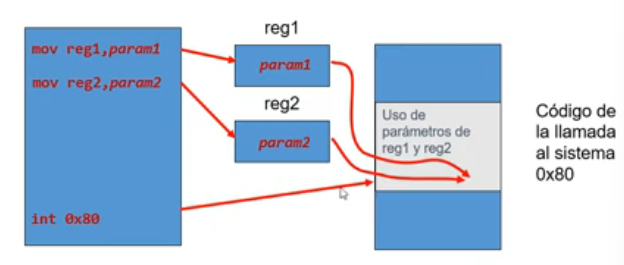 mov reg1,param1
mov reg2,param2
int 0x80
reg1
param1
reg2
param2
Uso de
parámetros de
reg1 y reg2
Código de
la llamada
al sistema
0x80